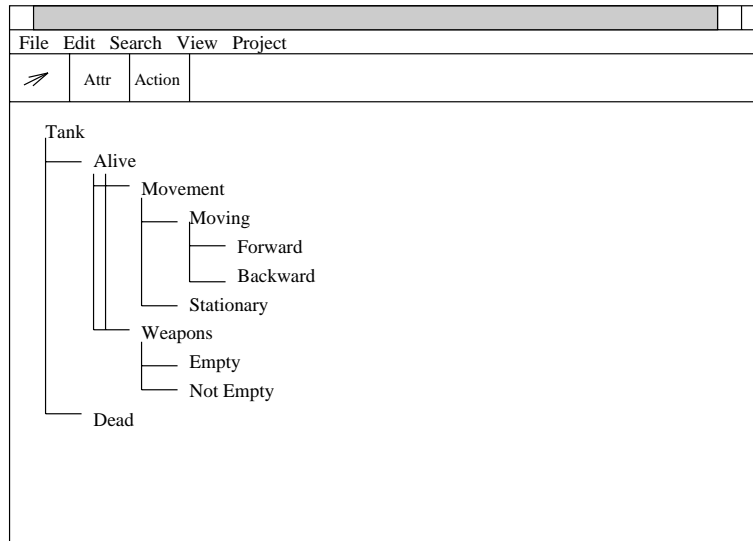 File Edit Search View Project
Attr Action
Tank
Alive
Movement
Moving
Forward
Backward
Stationary
Weapons
Empty
Not Empty
Dead